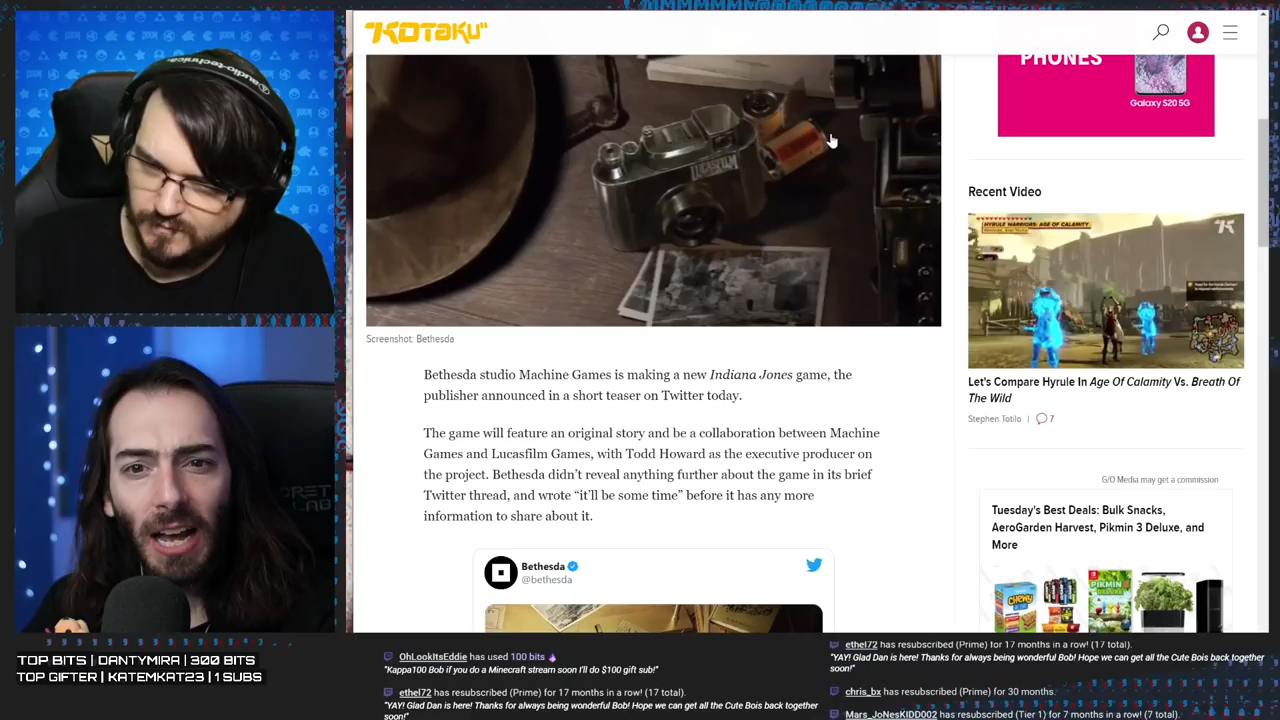 audio-technica
KOTAKU
LUCASFILM
PHONES
Galaxy S20 5G
Screenshot: Bethesda
Bethesda studio Machine Games is making a new Indiana Jones game, the
publisher announced in a short teaser on Twitter today.
The game will feature an original story and be a collaboration between Machine
Games and Lucasfilm Games, with Todd Howard as the executive producer on
the project. Bethesda didn't reveal anything further about the game in its brief
Twitter thread, and wrote “it'll be some time” before it has any more
information to share about it.
Bethesda
@bethesda
Recent Video
HYRULE WARRIORS: AGE OF CALAMITY
Let's Compare Hyrule In Age Of Calamity Vs. Breath Of
The Wild
Stephen Totilo | 7
G/O Media may get a commission
Tuesday's Best Deals: Bulk Snacks,
AeroGarden Harvest, Pikmin 3 Deluxe, and
More
CHEWY
PIKMIN
TOP BITS | DANTYMIRA | 300 BITS
TOP GIFTER | KATEMKAT23 | 1 SUBS
OhLookItsEddie has used 100 bits
"Kappa100 Bob if you do a Minecraft stream soon I'll do $100 gift sub!"
ethel72 has resubscribed (Prime) for 17 months in a row! (17 total).
"YAY! Glad Dan is here! Thanks for always being wonderful Bob! Hope we can get all the Cute Bois back together
soon!"
ethel72 has resubscribed (Prime) for 17 months in a row! (17 total).
"YAY! Glad Dan is here! Thanks for always being wonderful Bob! Hope we can get all the Cute Bois back together
soon!"
chris_bx has resubscribed (Prime) for 30 months.
Mars_JoNesKIDD002 has resubscribed (Tier 1) for 7 months in a row! (7 total).